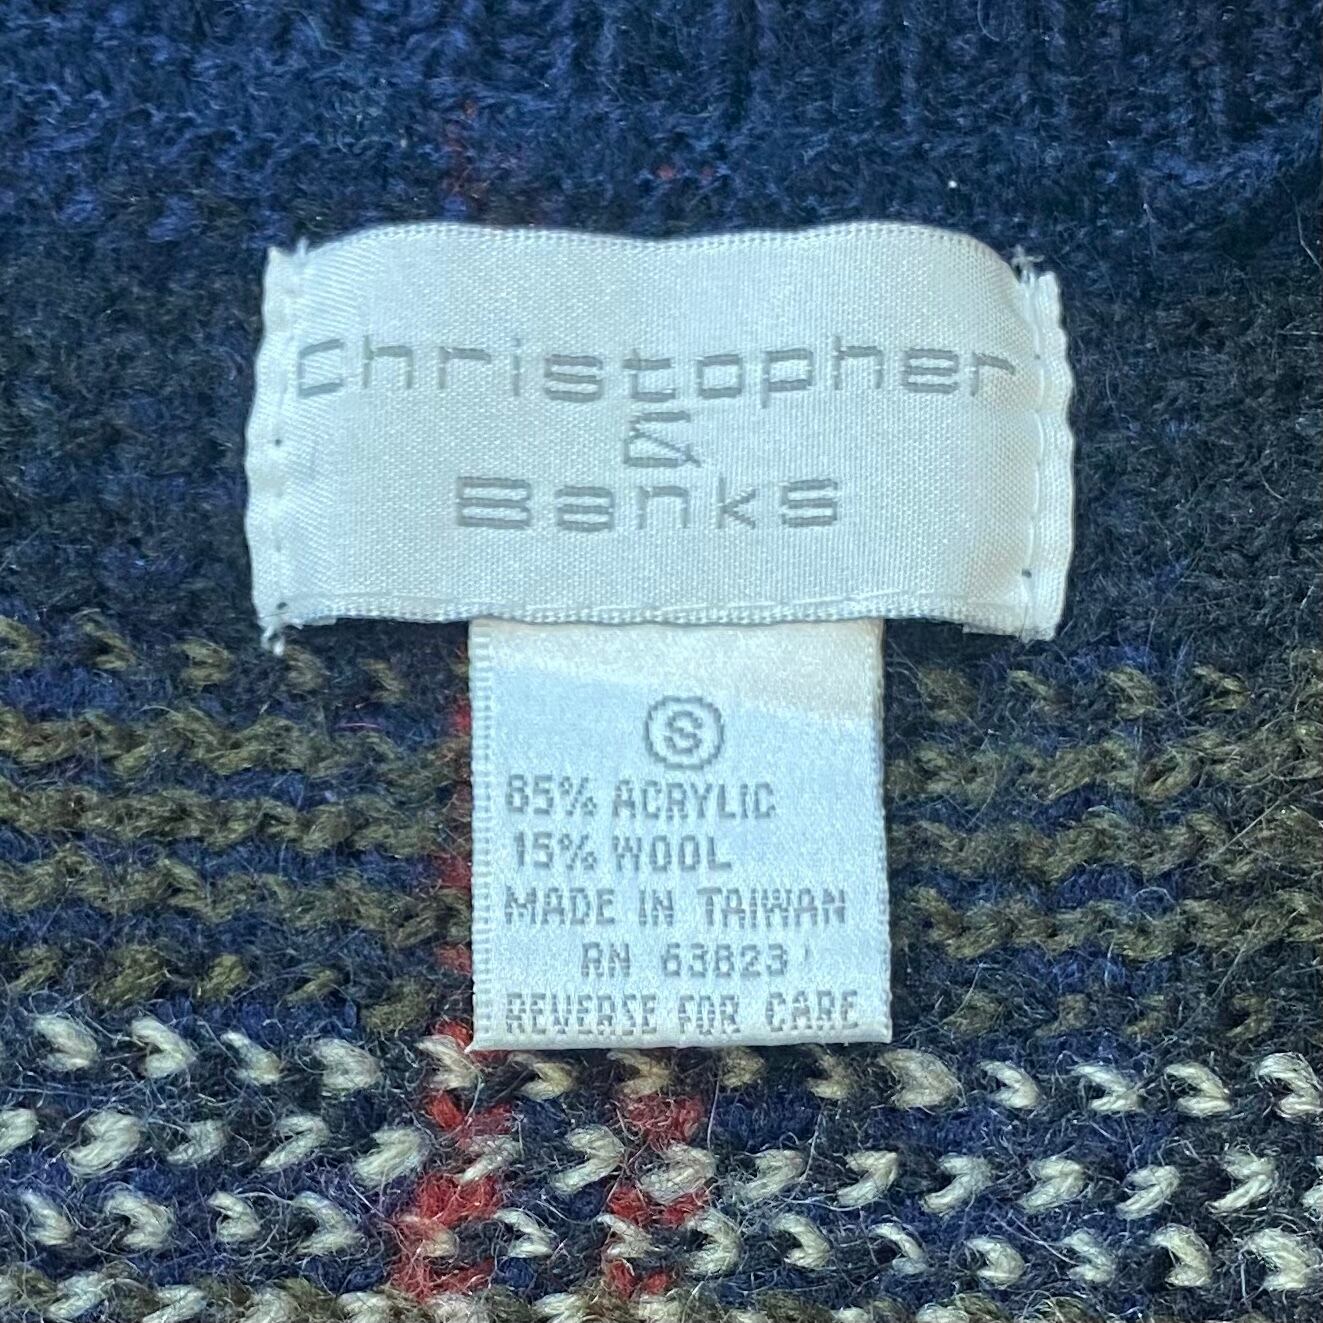 Christopher
&
Banks
S
85% ACRYLIC
15% WOOL
MADE IN TAIWAN
RN 63823
REVERSE FOR CARE